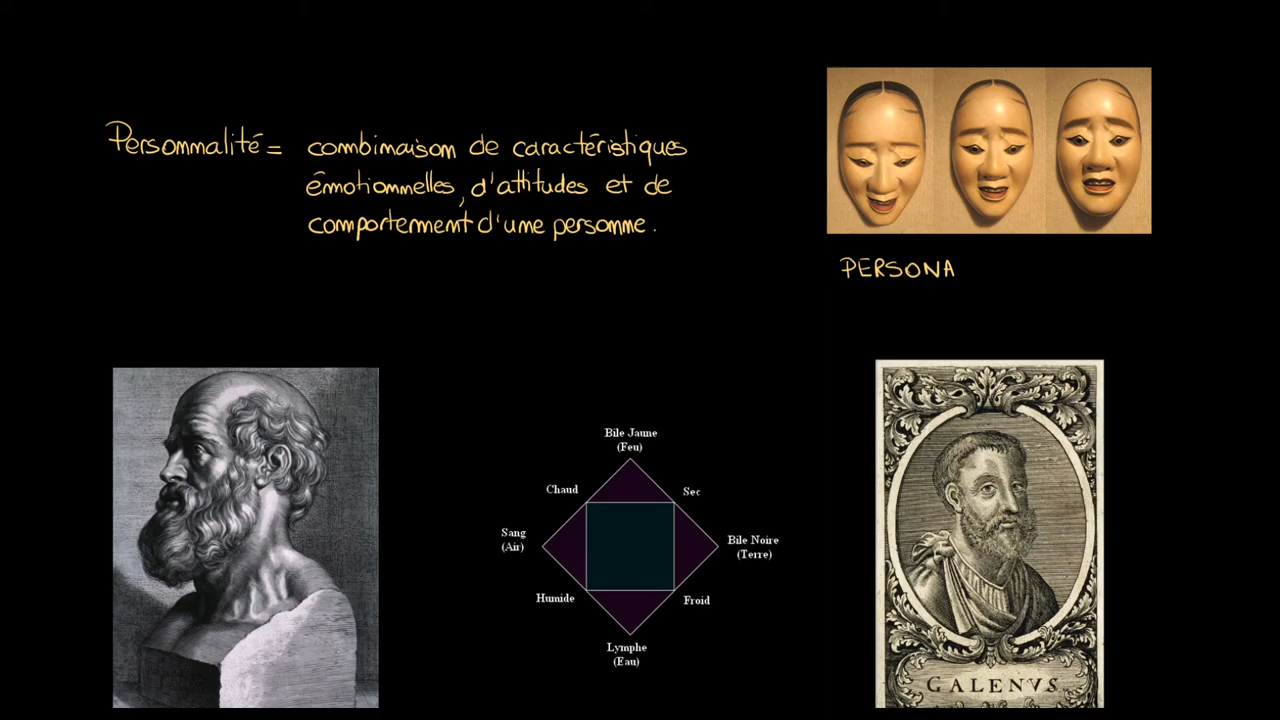 Personnalité = combinaison de caractéristiques
émotionnelles, d'attitudes et de
comportement d'une personne.
PERSONA
Bile Jaune
(Feu)
Chaud
Sec
Sang
(Air)
Bile Noire
(Terre)
Humide
Froid
Lymphe
(Eau)
GALENVS